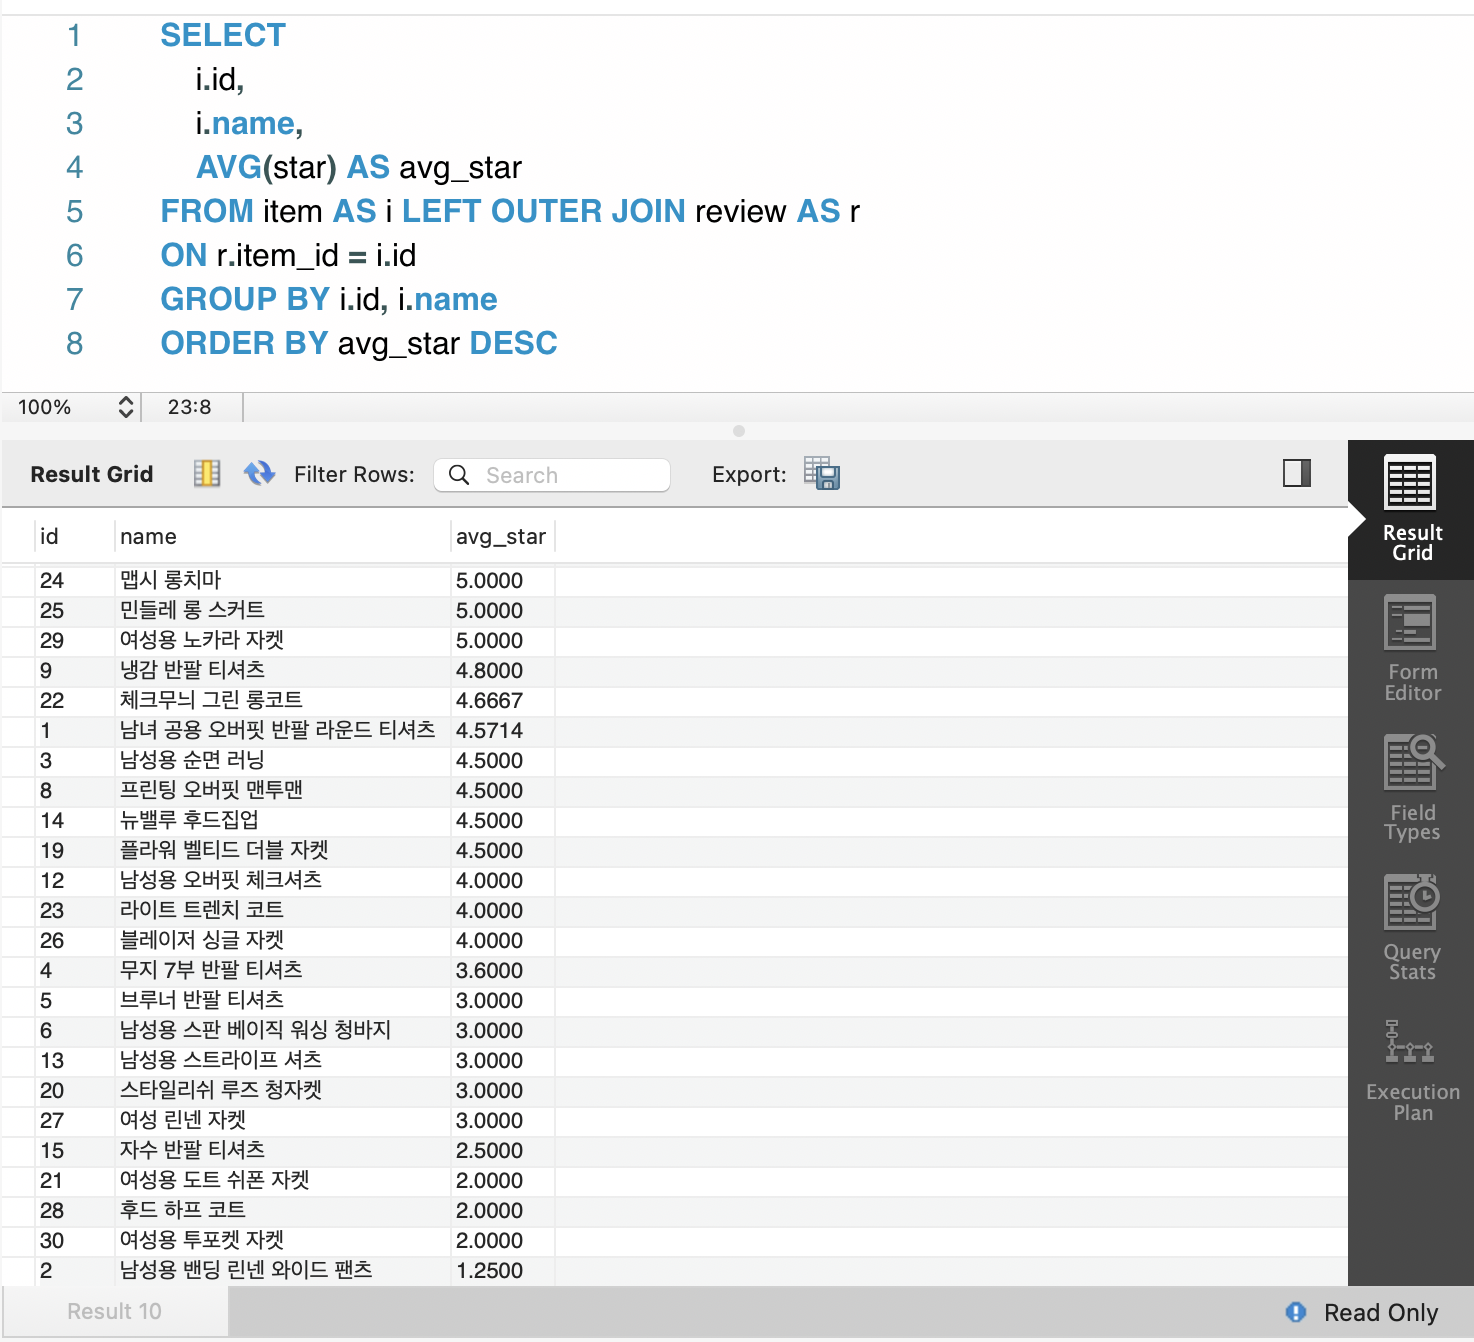 1 SELECT
2 i.id,
3 i.name,
4 AVG(star) AS avg_star
5 FROM item AS i LEFT OUTER JOIN review AS r
6 ON r.item_id = i.id
7 GROUP BY i.id, i.name
8 ORDER BY avg_star DESC
100% 23:8
Result Grid Filter Rows: Search Export:
id name avg_star
24 맵시 롱치마 5.0000
25 민들레 롱 스커트 5.0000
29 여성용 노카라 자켓 5.0000
9 냉감 반팔 티셔츠 4.8000
22 체크무늬 그린 롱코트 4.6667
1 남녀 공용 오버핏 반팔 라운드 티셔츠 4.5714
3 남성용 순면 러닝 4.5000
8 프린팅 오버핏 맨투맨 4.5000
14 뉴밸루 후드집업 4.5000
19 플라워 벨티드 더블 자켓 4.5000
12 남성용 오버핏 체크셔츠 4.0000
23 라이트 트렌치 코트 4.0000
26 블레이저 싱글 자켓 4.0000
4 무지 7부 반팔 티셔츠 3.6000
5 브루너 반팔 티셔츠 3.0000
6 남성용 스판 베이직 워싱 청바지 3.0000
13 남성용 스트라이프 셔츠 3.0000
20 스타일리쉬 루즈 청자켓 3.0000
27 여성 린넨 자켓 3.0000
15 자수 반팔 티셔츠 2.5000
21 여성용 도트 쉬폰 자켓 2.0000
28 후드 하프 코트 2.0000
30 여성용 투포켓 자켓 2.0000
2 남성용 밴딩 린넨 와이드 팬츠 1.2500
Result
Grid
Form
Editor
Field
Types
Query
Stats
Execution
Plan
Result 10
Read Only